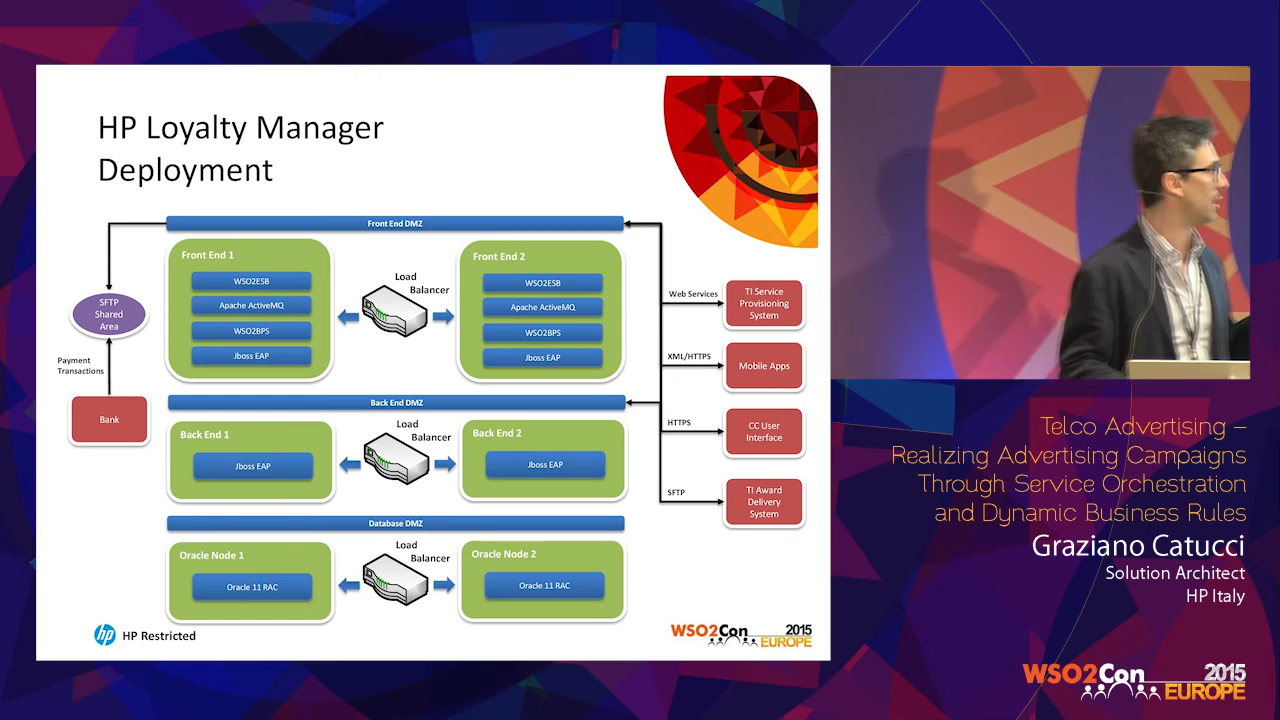 HP Loyalty Manager
Deployment
Front End DMZ
Front End 1
WSO2ESB
Apache ActiveMQ
WSO2BPS
Jboss EAP
Load
Balancer
Front End 2
WSO2ESB
Apache ActiveMQ
WSO2BPS
Jboss EAP
SFTP
Shared
Area
Payment
Transactions
Bank
Back End DMZ
Back End 1
Jboss EAP
Load
Balancer
Back End 2
Jboss EAP
Database DMZ
Oracle Node 1
Oracle 11 RAC
Load
Balancer
Oracle Node 2
Oracle 11 RAC
Web Services
TI Service
Provisioning
System
XML/HTTPS
Mobile Apps
HTTPS
CC User
Interface
SFTP
TI Award
Delivery
System
hp HP Restricted
WSO2Con 2015
EUROPE
Telco Advertising –
Realizing Advertising Campaigns
Through Service Orchestration
and Dynamic Business Rules
Graziano Catucci
Solution Architect
HP Italy
WSO2Con 2015
EUROPE